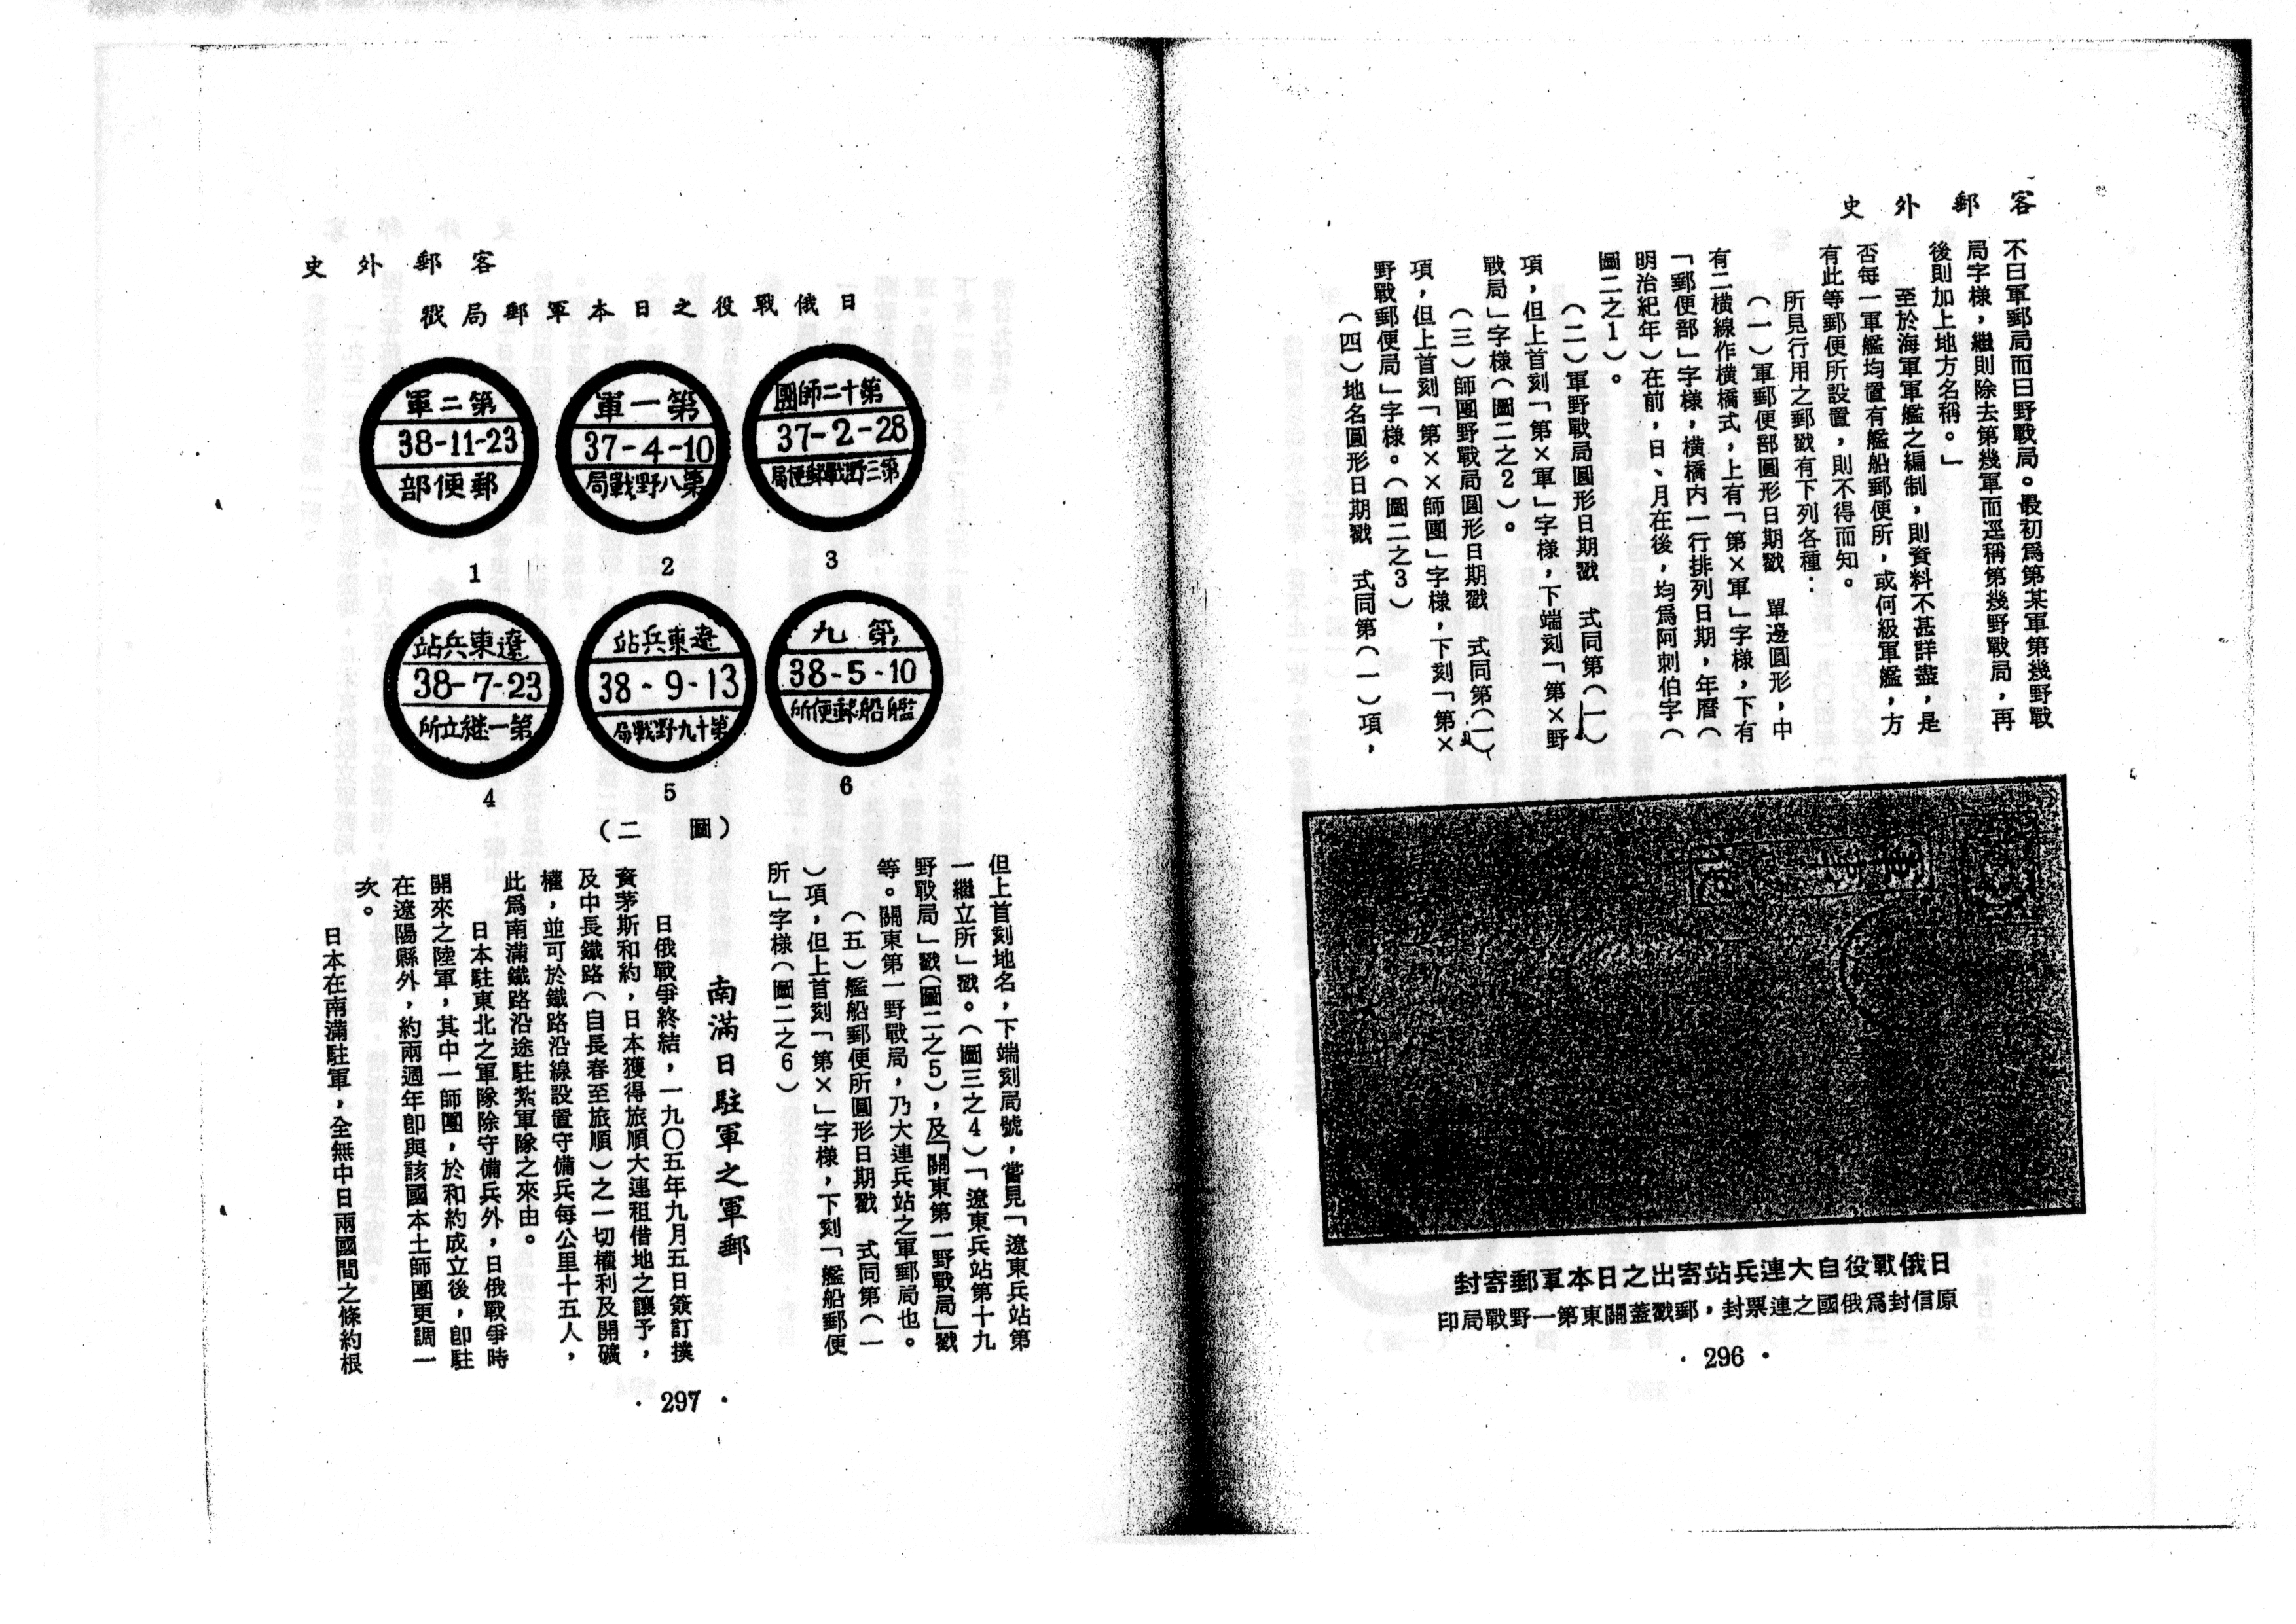 客郵外史
不曰軍郵局而曰野戰局。最初爲第某軍第幾野戰
局字樣，繼則除去第幾軍而逕稱第幾野戰局，再
後則加上地方名稱。」
至於海軍軍艦之編制，則資料不甚詳盡，是
否每一軍艦均置有艦船郵便所，或何級軍艦，方
有此等郵便所設置，則不得而知。
所見行用之郵戳有下列各種：
（一）軍郵便部圓形日期戳　單邊圓形，中
有二橫線作橫橋式，上有「第×軍」字樣，下有
「郵便部」字樣，橫橋內一行排列日期，年曆（
明治紀年）在前，日、月在後，均爲阿剌伯字（
圖二之1）。
（二）軍野戰局圓形日期戳　式同第（一）
項，但上首刻「第×軍」字樣，下端刻「第×野
戰局」字樣（圖二之2）。
（三）師團野戰局圓形日期戳　式同第（一）
項，但上首刻「第××師團」字樣，下刻「第×
野戰郵便局」字樣。（圖二之3）
（四）地名圓形日期戳　式同第（一）項，
日俄戰役自大連兵站寄出之日本軍郵寄封
原信封爲俄國之連票封，郵戳蓋關東第一野戰局印
· 296 ·
客郵外史
日俄戰役之日本軍郵局戳
第二軍
38-11-23
郵便部
1
第一軍
37-4-10
第八野戰局
2
第十二師團
37-2-28
第三野戰郵便局
3
遼東兵站
38-7-23
第一継立所
4
遼東兵站
38-9-13
第十九野戰局
5
第九
38-5-10
艦船郵便所
6
（圖二）
但上首刻地名，下端刻局號，嘗見「遼東兵站第
一繼立所」戳。（圖三之4）「遼東兵站第十九
野戰局」戳（圖二之5），及「關東第一野戰局」戳
等。關東第一野戰局，乃大連兵站之軍郵局也。
（五）艦船郵便所圓形日期戳　式同第（一
）項，但上首刻「第×」字樣，下刻「艦船郵便
所」字樣（圖二之6）
南滿日駐軍之軍郵
日俄戰爭終結，一九〇五年九月五日簽訂撲
資茅斯和約，日本獲得旅順大連租借地之讓予，
及中長鐵路（自長春至旅順）之一切權利及開礦
權，並可於鐵路沿線設置守備兵每公里十五人，
此爲南滿鐵路沿途駐紮軍隊之來由。
日本駐東北之軍隊除守備兵外，日俄戰爭時
開來之陸軍，其中一師團，於和約成立後，卽駐
在遼陽縣外，約兩週年卽與該國本土師團更調一
次。
日本在南滿駐軍，全無中日兩國間之條約根
· 297 ·